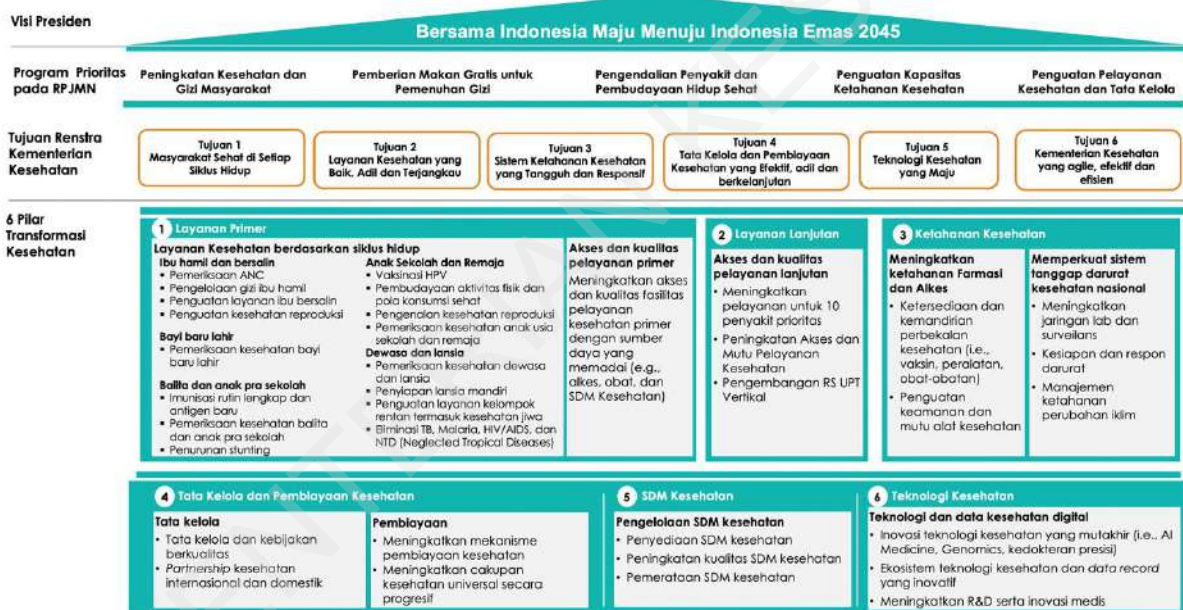 Visi Presiden
Bersama Indonesia Maju Menuju Indonesia Emas 2045
Program Prioritas
pada RPJMN
Peningkatan Kesehatan dan
Gizi Masyarakat
Pemberian Makan Gratis untuk
Pemenuhan Gizi
Pengendalian Penyakit dan
Pembudayaan Hidup Sehat
Penguatan Kapasitas
Ketahanan Kesehatan
Penguatan Pelayanan
Kesehatan dan Tata Kelola
Tujuan Renstra
Kementerian
Kesehatan
Tujuan 1
Masyarakat Sehat di Setiap
Siklus Hidup
Tujuan 2
Layanan Kesehatan yang
Baik, Adil dan Terjangkau
Tujuan 3
Sistem Ketahanan Kesehatan
yang Tangguh dan Responsif
Tujuan 4
Tata Kelola dan Pembiayaan
Kesehatan yang Efektif, adil dan
berkelanjutan
Tujuan 5
Teknologi Kesehatan
yang Maju
Tujuan 6
Kementerian Kesehatan
yang agile, efektif dan
efisien
6 Pilar
Transformasi
Kesehatan
1 Layanan Primer
Layanan Kesehatan berdasarkan siklus hidup
Ibu hamil dan bersalin
• Pemeriksaan ANC
• Pengelolaan gizi ibu hamil
• Penguatan layanan ibu bersalin
• Penguatan kesehatan reproduksi
Bayi baru lahir
• Pemeriksaan kesehatan bayi
baru lahir
Balita dan anak pra sekolah
• Imunisasi rutin lengkap dan
antigen baru
• Pemeriksaan kesehatan balita
dan anak pra sekolah
• Penurunan stunting
Anak Sekolah dan Remaja
• Vaksinasi HPV
• Pembudayaan aktivitas fisik dan
pola konsumsi sehat
• Pengenalan kesehatan reproduksi
• Pemeriksaan kesehatan anak usia
sekolah dan remaja
Dewasa dan lansia
• Pemeriksaan kesehatan dewasa
dan lansia
• Penyiapan lansia mandiri
• Penguatan layanan kelompok
rentan termasuk kesehatan jiwa
• Eliminasi TB, Malaria, HIV/AIDS, dan
NTD (Neglected Tropical Diseases)
Akses dan kualitas
pelayanan primer
Meningkatkan akses
dan kualitas fasilitas
pelayanan
kesehatan primer
dengan sumber
daya yang
memadai (e.g.,
alkes, obat, dan
SDM Kesehatan)
2 Layanan Lanjutan
Akses dan kualitas
pelayanan lanjutan
• Meningkatkan
pelayanan untuk 10
penyakit prioritas
• Peningkatan Akses dan
Mutu Pelayanan
Kesehatan
• Pengembangan RS UPT
Vertikal
3 Ketahanan Kesehatan
Meningkatkan
ketahanan Farmasi
dan Alkes
• Ketersediaan dan
kemandirian
perbekalan
kesehatan (i.e.,
vaksin, peralatan,
obat-obatan)
• Penguatan
keamanan dan
mutu alat kesehatan
Memperkuat sistem
tanggap darurat
kesehatan nasional
• Meningkatkan
jaringan lab dan
surveilans
• Kesiapan dan respon
darurat
• Manajemen
ketahanan
perubahan iklim
4 Tata Kelola dan Pembiayaan Kesehatan
Tata kelola
• Tata kelola dan kebijakan
berkualitas
• Partnership kesehatan
internasional dan domestik
Pembiayaan
• Meningkatkan mekanisme
pembiayaan kesehatan
• Meningkatkan cakupan
kesehatan universal secara
progresif
5 SDM Kesehatan
Pengelolaan SDM kesehatan
• Penyediaan SDM kesehatan
• Peningkatan kualitas SDM kesehatan
• Pemerataan SDM kesehatan
6 Teknologi Kesehatan
Teknologi dan data kesehatan digital
• Inovasi teknologi kesehatan yang mutakhir (i.e., AI
Medicine, Genomics, kedokteran presisi)
• Ekosistem teknologi kesehatan dan data record
yang inovatif
• Meningkatkan R&D serta inovasi medis